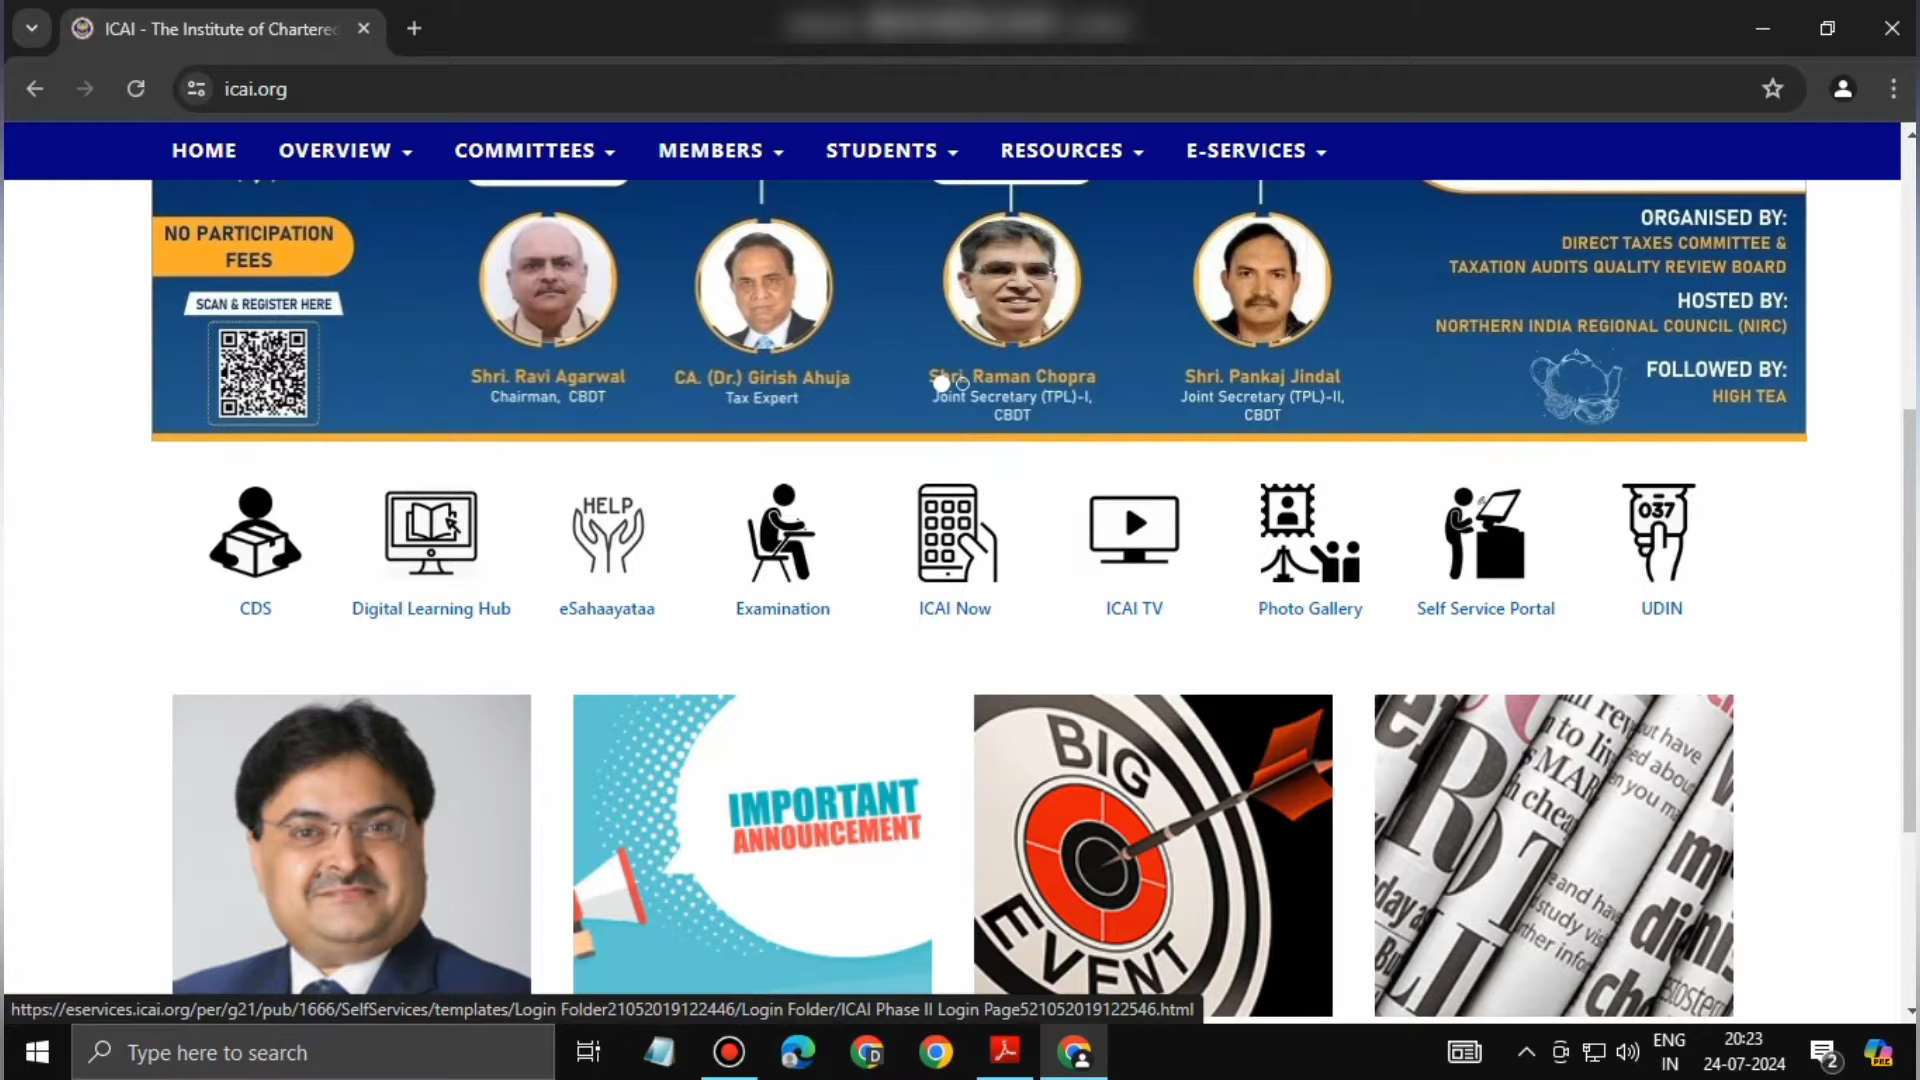 ICAI - The Institute of Chartered
icai.org
HOME OVERVIEW COMMITTEES MEMBERS STUDENTS RESOURCES E-SERVICES
NO PARTICIPATION
FEES
SCAN & REGISTER HERE
Shri. Ravi Agarwal
Chairman, CBDT
CA. (Dr.) Girish Ahuja
Tax Expert
Shri. Raman Chopra
Joint Secretary (TPL)-I,
CBDT
Shri. Pankaj Jindal
Joint Secretary (TPL)-II,
CBDT
ORGANISED BY:
DIRECT TAXES COMMITTEE &
TAXATION AUDITS QUALITY REVIEW BOARD
HOSTED BY:
NORTHERN INDIA REGIONAL COUNCIL (NIRC)
FOLLOWED BY:
HIGH TEA
HELP
037
CDS
Digital Learning Hub
eSahaayataa
Examination
ICAI Now
ICAI TV
Photo Gallery
Self Service Portal
UDIN
IMPORTANT
ANNOUNCEMENT
BIG
EVENT
https://eservices.icai.org/per/g21/pub/1666/SelfServices/templates/Login Folder21052019122446/Login Folder/ICAI Phase II Login Page521052019122546.html
Type here to search
ENG
IN
20:23
24-07-2024
2